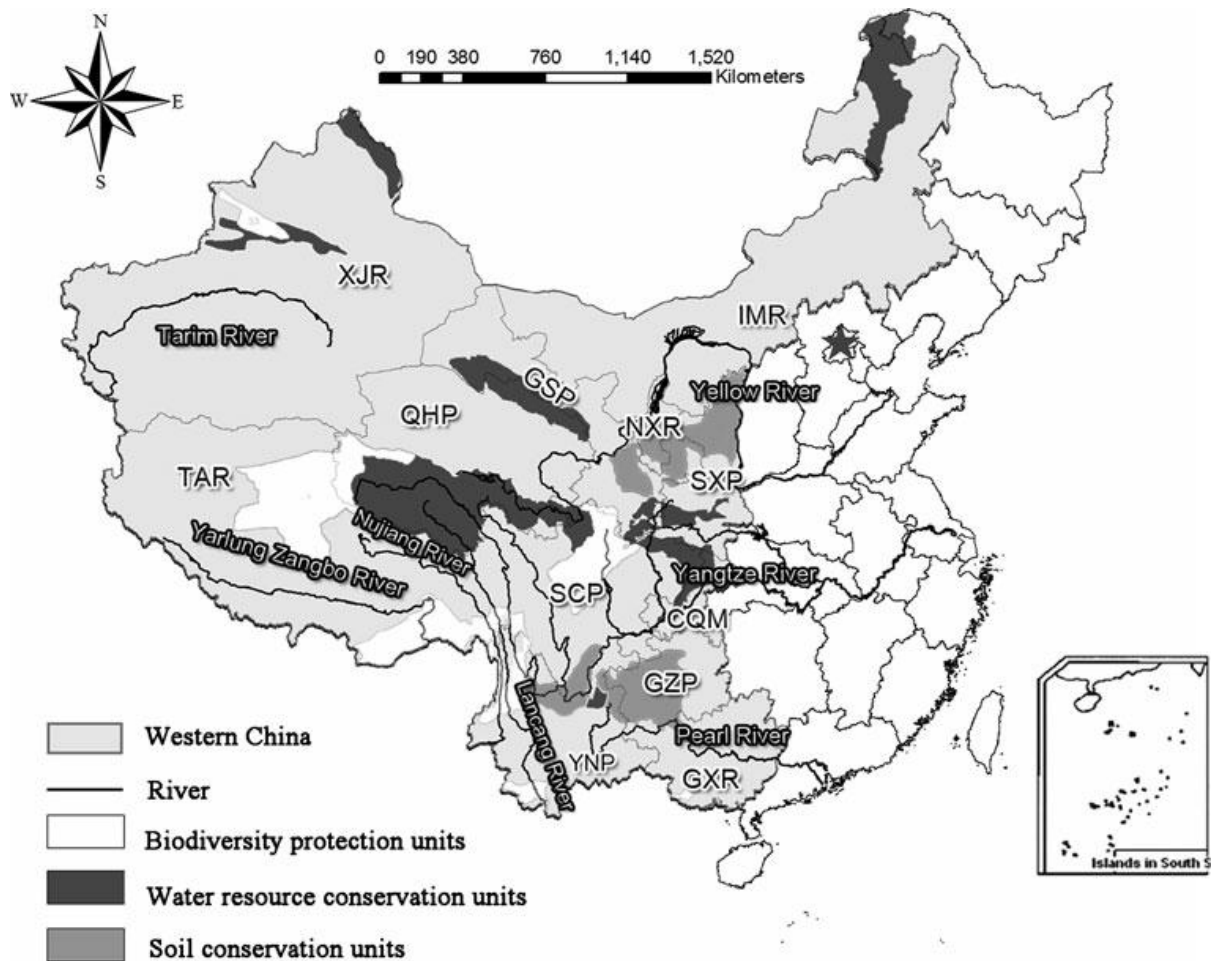 N
W E
S
0 190 380 760 1,140 1,520
Kilometers
XJR
Tarim River
IMR
GSP
Yellow River
QHP
NXR
TAR
SXP
Nujiang River
Yarlung Zangbo River
Yangtze River
SCP
CQM
GZP
Lancang River
Pearl River
YNP
GXR
Western China
River
Biodiversity protection units
Water resource conservation units
Soil conservation units
Islands in South S